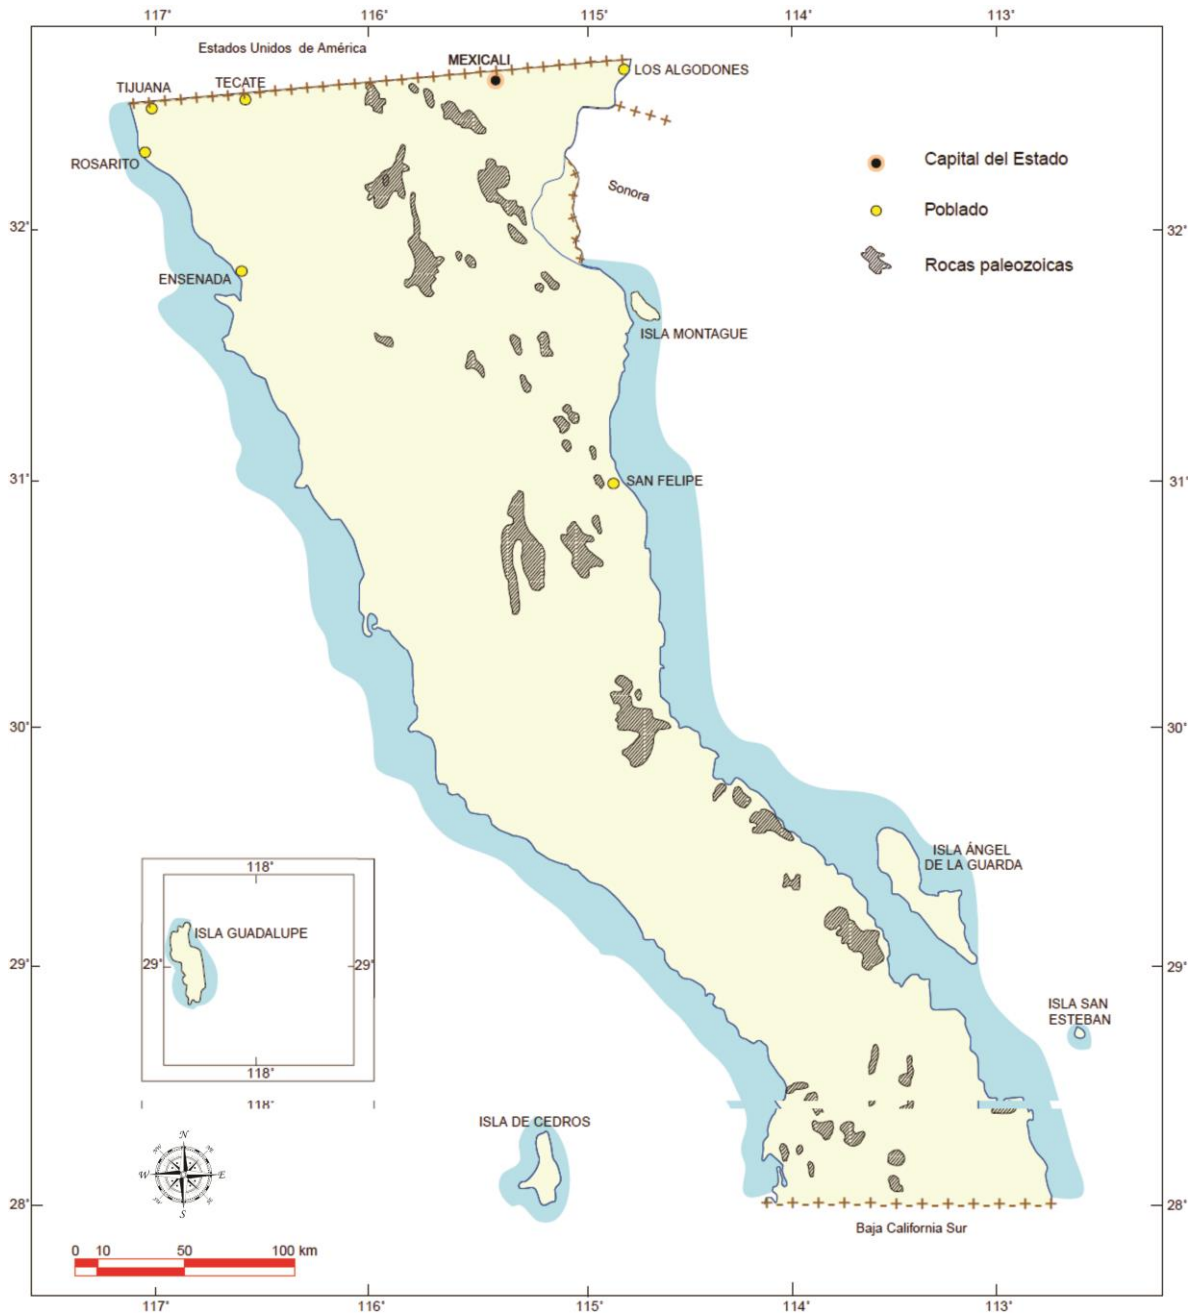 117° 116° 115° 114° 113°
Estados Unidos de América
MEXICALI
LOS ALGODONES
TIJUANA
TECATE
ROSARITO
Capital del Estado
Sonora
Poblado
32° 32°
Rocas paleozoicas
ENSENADA
ISLA MONTAGUE
31° 31°
SAN FELIPE
30° 30°
ISLA ÁNGEL
DE LA GUARDA
118°
ISLA GUADALUPE
29° 29° 29° 29°
ISLA SAN
ESTEBAN
118°
118°
ISLA DE CEDROS
N
W E
S
28° 28°
Baja California Sur
0 10 50 100 km
117° 116° 115° 114° 113°